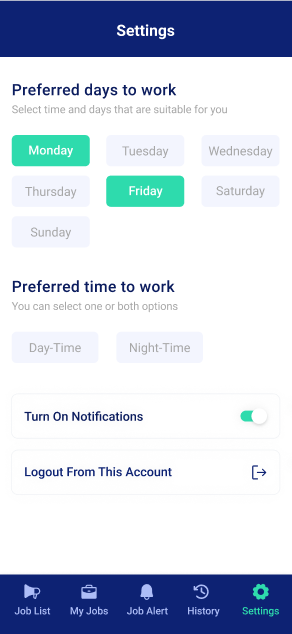 Settings
Preferred days to work
Select time and days that are suitable for you
Monday Tuesday Wednesday
Thursday Friday Saturday
Sunday
Preferred time to work
You can select one or both options
Day-Time Night-Time
Turn On Notifications
Logout From This Account
Job List My Jobs Job Alert History Settings